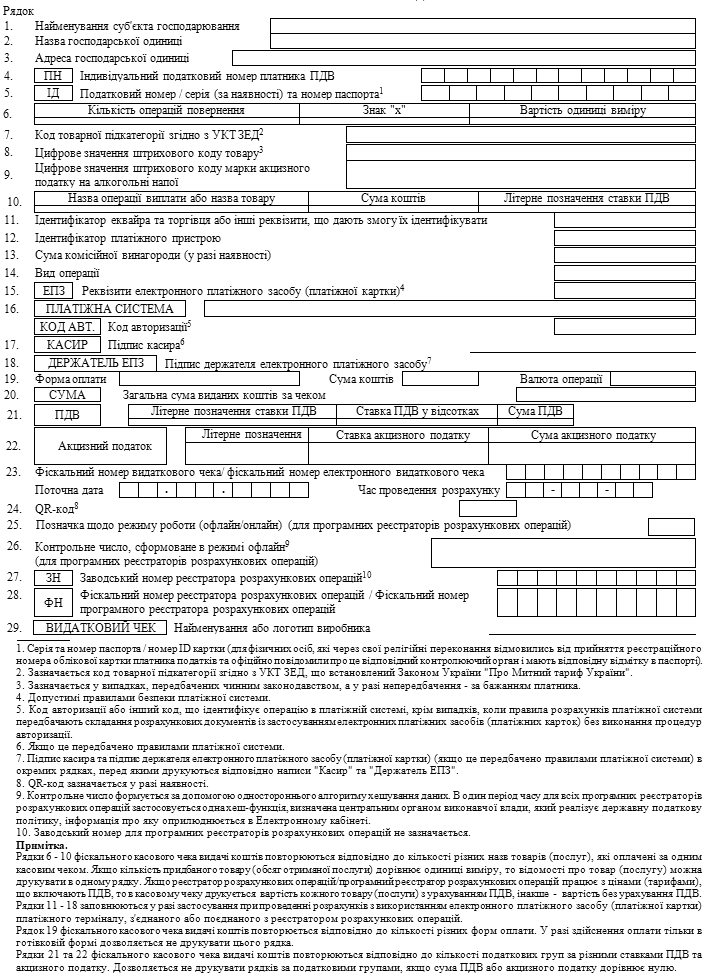 Рядок
1. Найменування суб'єкта господарювання
2. Назва господарської одиниці
3. Адреса господарської одиниці
4. ПН Індивідуальний податковий номер платника ПДВ
5. ІД Податковий номер / серія (за наявності) та номер паспорта1
6. Кількість операцій повернення Знак "х" Вартість одиниці виміру
7. Код товарної підкатегорії згідно з УКТ ЗЕД2
8. Цифрове значення штрихового коду товару3
9. Цифрове значення штрихового коду марки акцизного
податку на алкогольні напої
10. Назва операції виплати або назва товару Сума коштів Літерне позначення ставки ПДВ
11. Ідентифікатор еквайра та торгівця або інші реквізити, що дають змогу їх ідентифікувати
12. Ідентифікатор платіжного пристрою
13. Сума комісійної винагороди (у разі наявності)
14. Вид операції
15. ЕПЗ Реквізити електронного платіжного засобу (платіжної картки)4
16. ПЛАТІЖНА СИСТЕМА
КОД АВТ. Код авторизації5
17. КАСИР Підпис касира6
18. ДЕРЖАТЕЛЬ ЕПЗ Підпис держателя електронного платіжного засобу7
19. Форма оплати Сума коштів Валюта операції
20. СУМА Загальна сума виданих коштів за чеком
21. ПДВ Літерне позначення ставки ПДВ Ставка ПДВ у відсотках Сума ПДВ
22. Акцизний податок Літерне позначення Ставка акцизного податку Сума акцизного податку
23. Фіскальний номер видаткового чека/ фіскальний номер електронного видаткового чека
Поточна дата . . Час проведення розрахунку - -
24. QR-код8
25. Позначка щодо режиму роботи (офлайн/онлайн) (для програмних реєстраторів розрахункових операцій)
26. Контрольне число, сформоване в режимі офлайн9
(для програмних реєстраторів розрахункових операцій)
27. ЗН Заводський номер реєстратора розрахункових операцій10
28. ФН Фіскальний номер реєстратора розрахункових операцій / Фіскальний номер
програмного реєстратора розрахункових операцій
29. ВИДАТКОВИЙ ЧЕК Найменування або логотип виробника
1. Серія та номер паспорта / номер ID картки (для фізичних осіб, які через свої релігійні переконання відмовились від прийняття реєстраційного
номера облікової картки платника податків та офіційно повідомили про це відповідний контролюючий орган і мають відповідну відмітку в паспорті).
2. Зазначається код товарної підкатегорії згідно з УКТ ЗЕД, що встановлений Законом України "Про Митний тариф України".
3. Зазначається у випадках, передбачених чинним законодавством, а у разі непередбачення - за бажанням платника.
4. Допустимі правилами безпеки платіжної системи.
5. Код авторизації або інший код, що ідентифікує операцію в платіжній системі, крім випадків, коли правила розрахунків платіжної системи
передбачають складання розрахункових документів із застосуванням електронних платіжних засобів (платіжних карток) без виконання процедур
авторизації.
6. Якщо це передбачено правилами платіжної системи.
7. Підпис касира та підпис держателя електронного платіжного засобу (платіжної картки) (якщо це передбачено правилами платіжної системи) в
окремих рядках, перед якими друкуються відповідно написи "Касир" та "Держатель ЕПЗ".
8. QR-код зазначається у разі наявності.
9. Контрольне число формується за допомогою одностороннього алгоритму хешування даних. В один період часу для всіх програмних реєстраторів
розрахункових операцій застосовується одна хеш-функція, визначена центральним органом виконавчої влади, який реалізує державну податкову
політику, інформація про яку оприлюднюється в Електронному кабінеті.
10. Заводський номер для програмних реєстраторів розрахункових операцій не зазначається.
Примітка.
Рядки 6 - 10 фіскального касового чека видачі коштів повторюються відповідно до кількості різних назв товарів (послуг), які оплачені за одним
касовим чеком. Якщо кількість придбаного товару (обсяг отриманої послуги) дорівнює одиниці виміру, то відомості про товар (послугу) можна
друкувати в одному рядку. Якщо реєстратор розрахункових операцій/програмний реєстратор розрахункових операцій працює з цінами (тарифами),
що включають ПДВ, то в касовому чеку друкується вартість кожного товару (послуги) з урахуванням ПДВ, інакше - вартість без урахування ПДВ.
Рядки 11 - 18 заповнюються у разі застосування при проведенні розрахунків з використанням електронного платіжного засобу (платіжної картки)
платіжного терміналу, з'єднаного або поєднаного з реєстратором розрахункових операцій.
Рядок 19 фіскального касового чека видачі коштів повторюється відповідно до кількості різних форм оплати. У разі здійснення оплати тільки в
готівковій формі дозволяється не друкувати цього рядка.
Рядки 21 та 22 фіскального касового чека видачі коштів повторюються відповідно до кількості податкових груп за різними ставками ПДВ та
акцизного податку. Дозволяється не друкувати рядків за податковими групами, якщо сума ПДВ або акцизного податку дорівнює нулю.